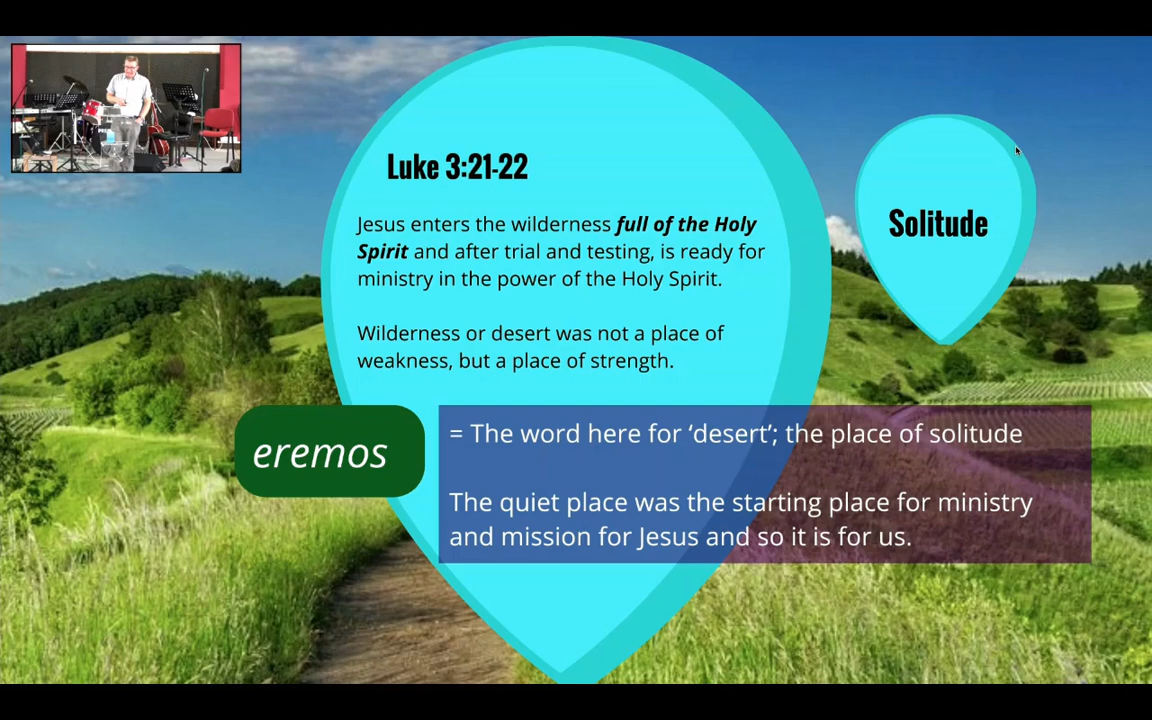 Luke 3:21-22
Jesus enters the wilderness full of the Holy
Spirit and after trial and testing, is ready for
ministry in the power of the Holy Spirit.
Wilderness or desert was not a place of
weakness, but a place of strength.
Solitude
eremos
= The word here for ‘desert’; the place of solitude
The quiet place was the starting place for ministry
and mission for Jesus and so it is for us.